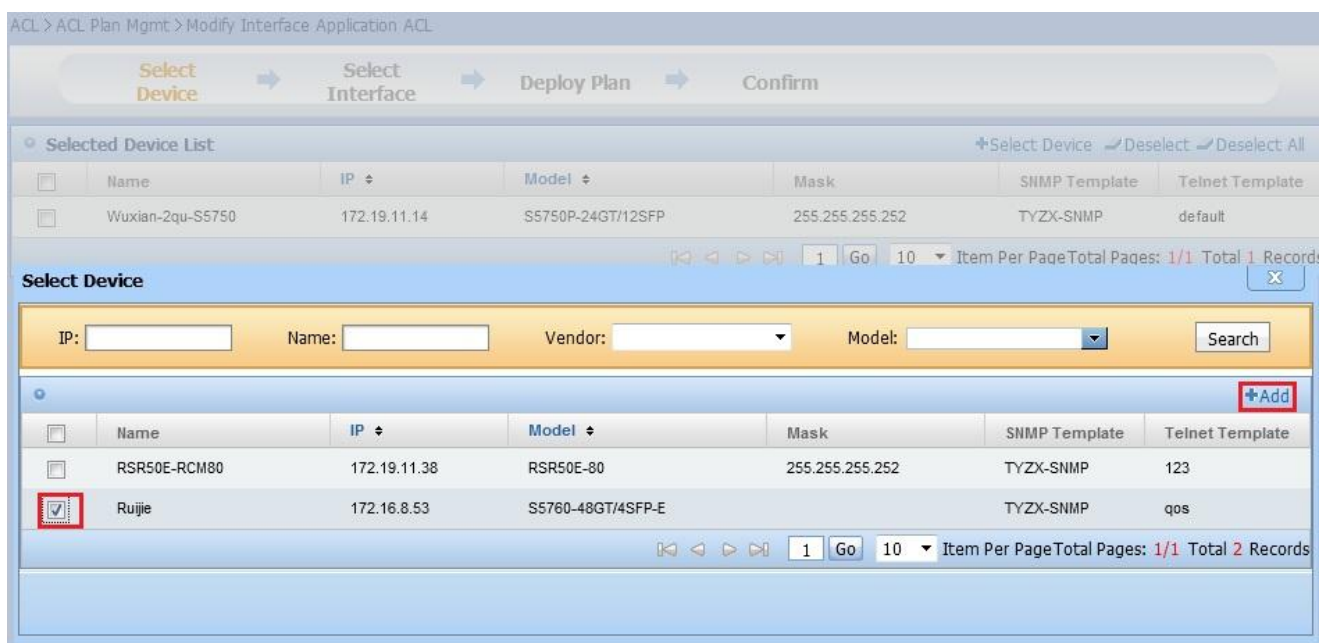 ACL > ACL Plan Mgmt > Modify Interface Application ACL
Select Device Select Interface Deploy Plan Confirm
Selected Device List +Select Device Deselect Deselect All
Name IP Model Mask SNMP Template Telnet Template
Wuxian-2qu-S5750 172.19.11.14 S5750P-24GT/12SFP 255.255.255.252 TYZX-SNMP default
1 Go 10 Item Per Page Total Pages: 1/1 Total 1 Records
Select Device
IP: Name: Vendor: Model: Search
+Add
Name IP Model Mask SNMP Template Telnet Template
RSR50E-RCM80 172.19.11.38 RSR50E-80 255.255.255.252 TYZX-SNMP 123
Ruijie 172.16.8.53 S5760-48GT/4SFP-E TYZX-SNMP qos
1 Go 10 Item Per Page Total Pages: 1/1 Total 2 Records